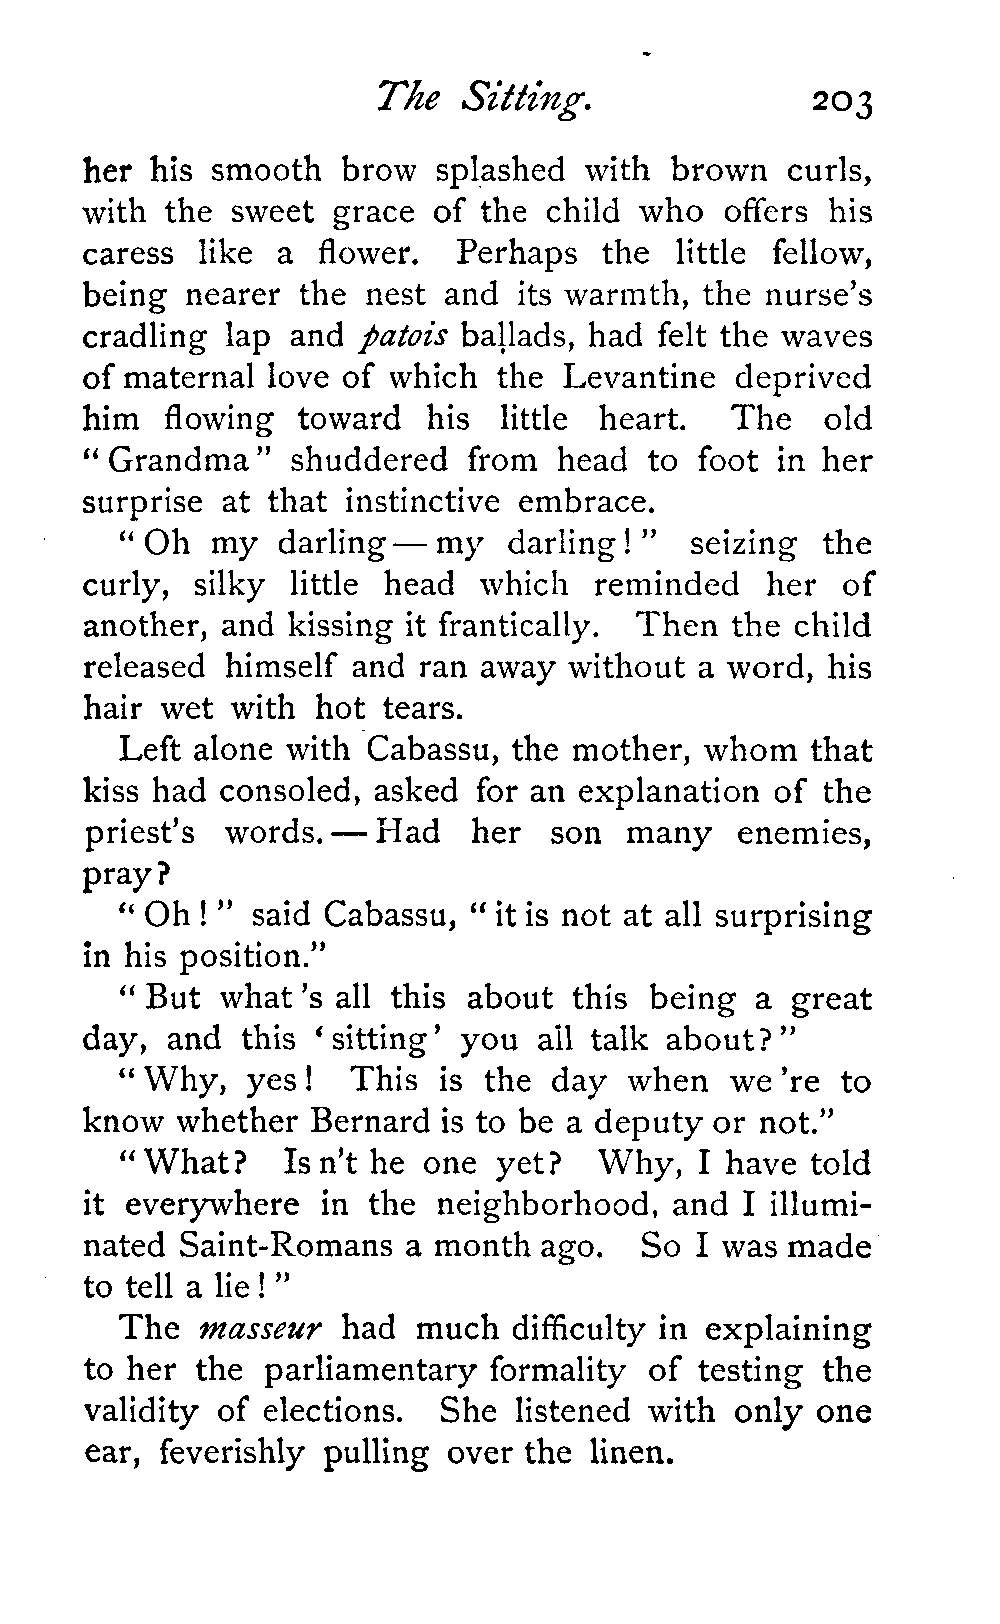 The Sitting. 203
her his smooth brow splashed with brown curls,
with the sweet grace of the child who offers his
caress like a flower. Perhaps the little fellow,
being nearer the nest and its warmth, the nurse's
cradling lap and patois ballads, had felt the waves
of maternal love of which the Levantine deprived
him flowing toward his little heart. The old
"Grandma" shuddered from head to foot in her
surprise at that instinctive embrace.
"Oh my darling — my darling!" seizing the
curly, silky little head which reminded her of
another, and kissing it frantically. Then the child
released himself and ran away without a word, his
hair wet with hot tears.
Left alone with Cabassu, the mother, whom that
kiss had consoled, asked for an explanation of the
priest's words. — Had her son many enemies,
pray?
"Oh!" said Cabassu, "it is not at all surprising
in his position."
"But what 's all this about this being a great
day, and this 'sitting' you all talk about?"
"Why, yes! This is the day when we 're to
know whether Bernard is to be a deputy or not."
"What? Is n't he one yet? Why, I have told
it everywhere in the neighborhood, and I illumi-
nated Saint-Romans a month ago. So I was made
to tell a lie!"
The masseur had much difficulty in explaining
to her the parliamentary formality of testing the
validity of elections. She listened with only one
ear, feverishly pulling over the linen.